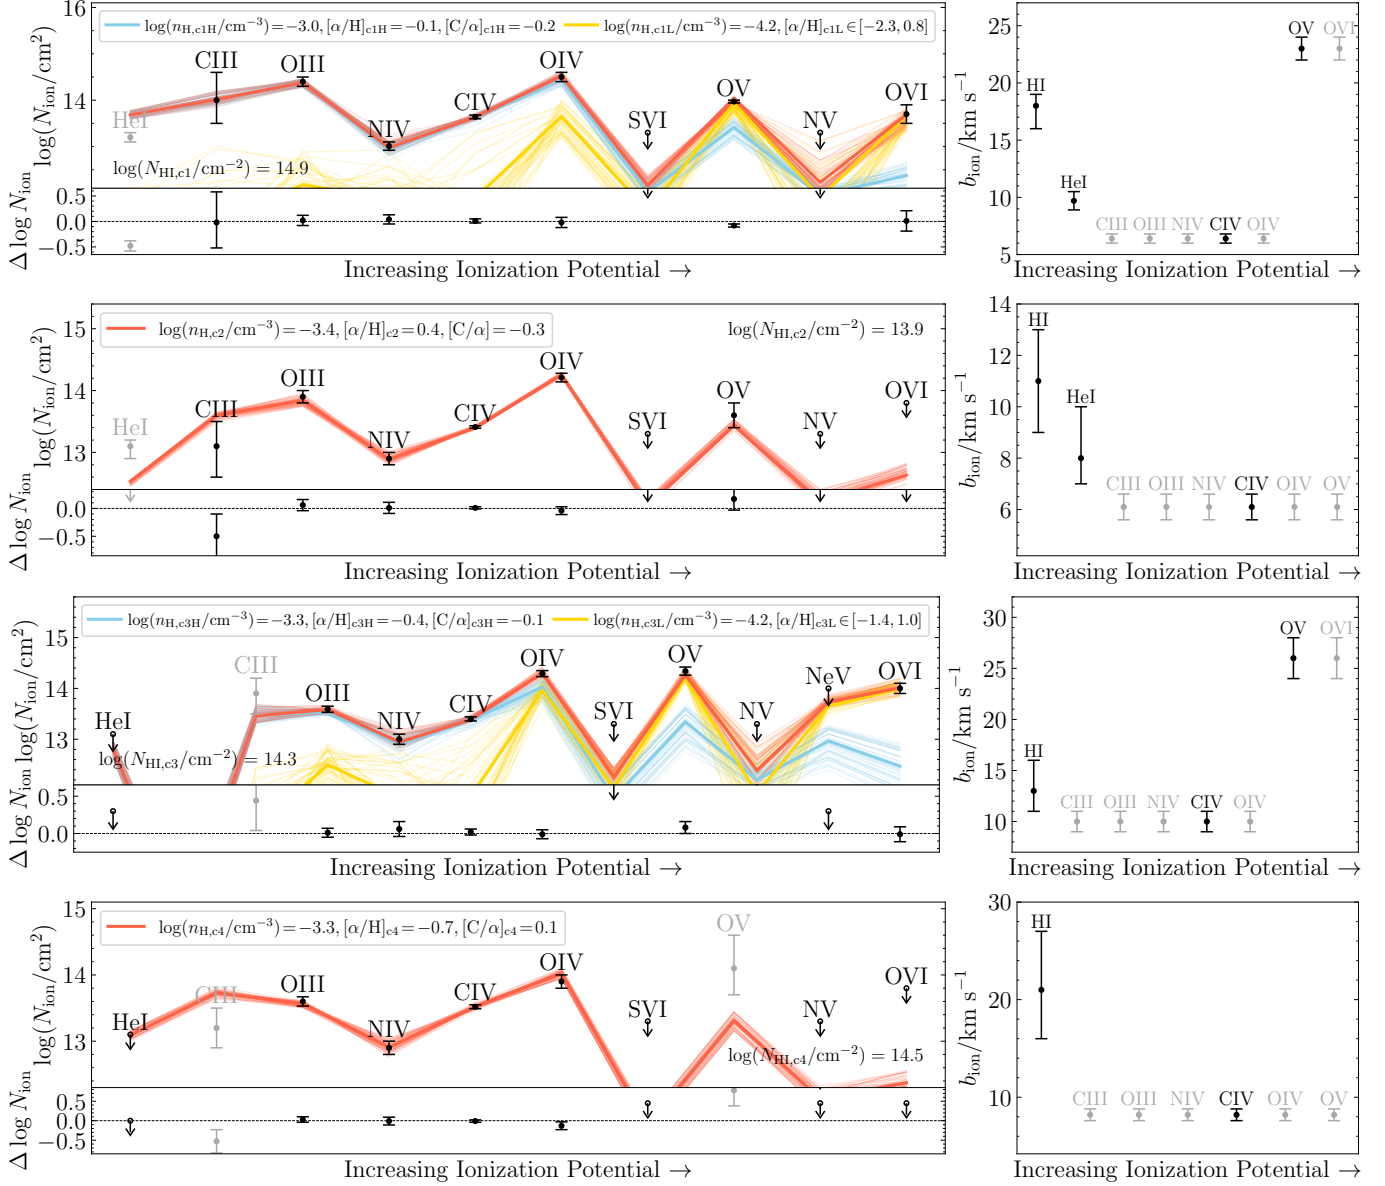 log(n_H,c1H/cm⁻³)=−3.0, [α/H]_c1H=−0.1, [C/α]_c1H=−0.2 log(n_H,c1L/cm⁻³)=−4.2, [α/H]_c1L∈[−2.3, 0.8]
16
14
log(N_ion/cm²)
HeI CIII OIII NIV CIV OIV SVI OV NV OVI
log(N_HI,c1/cm⁻²) = 14.9
0.5
0.0
−0.5
Δ log N_ion
Increasing Ionization Potential →
25
20
15
10
5
b_ion/km s⁻¹
HI HeI CIII OIII NIV CIV OIV OV OVI
Increasing Ionization Potential →
log(n_H,c2/cm⁻³)=−3.4, [α/H]_c2=0.4, [C/α]=−0.3
log(N_HI,c2/cm⁻²) = 13.9
15
14
13
log(N_ion/cm²)
HeI CIII OIII NIV CIV OIV SVI OV NV OVI
0.0
−0.5
Δ log N_ion
Increasing Ionization Potential →
14
12
10
8
6
b_ion/km s⁻¹
HI HeI CIII OIII NIV CIV OIV OV
Increasing Ionization Potential →
log(n_H,c3H/cm⁻³)=−3.3, [α/H]_c3H=−0.4, [C/α]_c3H=−0.1 log(n_H,c3L/cm⁻³)=−4.2, [α/H]_c3L∈[−1.4, 1.0]
15
14
13
log(N_ion/cm²)
HeI CIII OIII NIV CIV OIV SVI OV NV NeV OVI
log(N_HI,c3/cm⁻²) = 14.3
0.5
0.0
Δ log N_ion
Increasing Ionization Potential →
30
25
20
15
10
b_ion/km s⁻¹
HI CIII OIII NIV CIV OIV OV OVI
Increasing Ionization Potential →
log(n_H,c4/cm⁻³)=−3.3, [α/H]_c4=−0.7, [C/α]_c4=0.1
15
14
13
log(N_ion/cm²)
HeI CIII OIII NIV CIV OIV SVI OV NV OVI
log(N_HI,c4/cm⁻²) = 14.5
0.5
0.0
−0.5
Δ log N_ion
Increasing Ionization Potential →
30
20
10
b_ion/km s⁻¹
HI CIII OIII NIV CIV OIV OV
Increasing Ionization Potential →